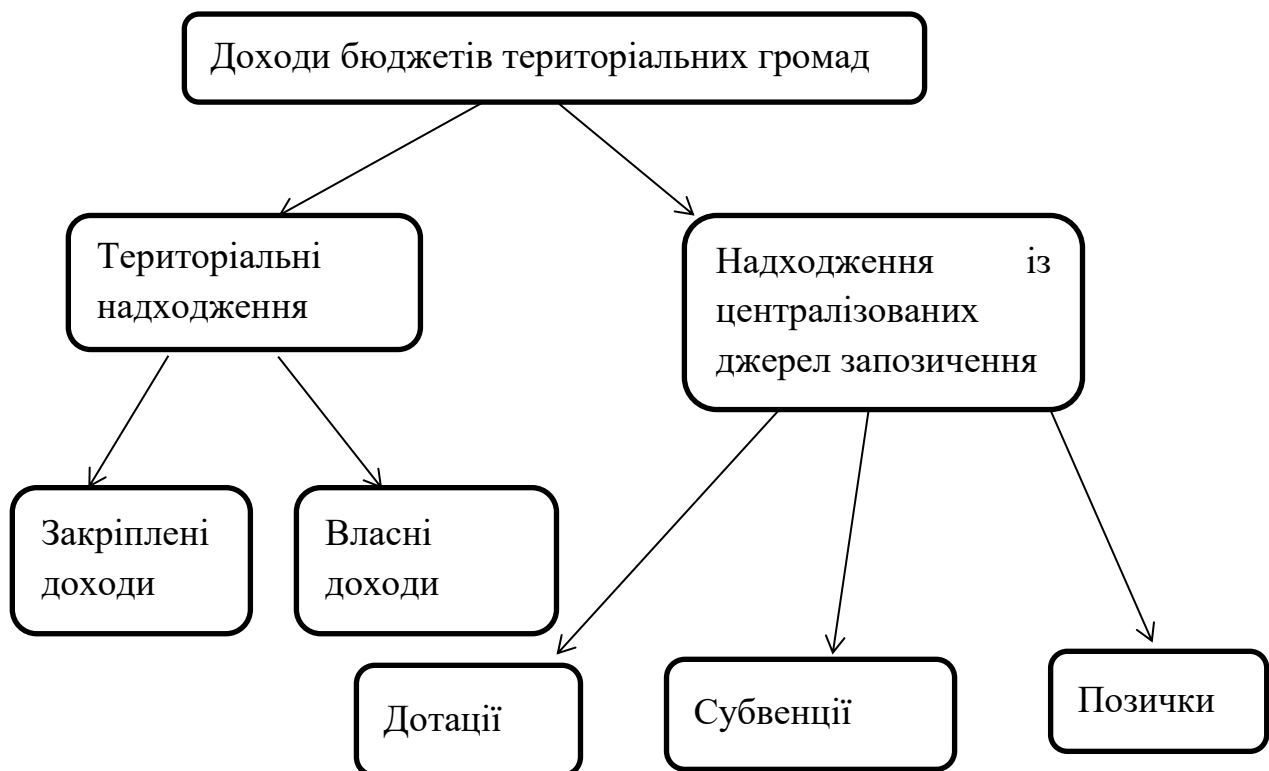 Доходи бюджетів територіальних громад
Територіальні
надходження
Надходження із
централізованих
джерел запозичення
Закріплені
доходи
Власні
доходи
Дотації
Субвенції
Позички